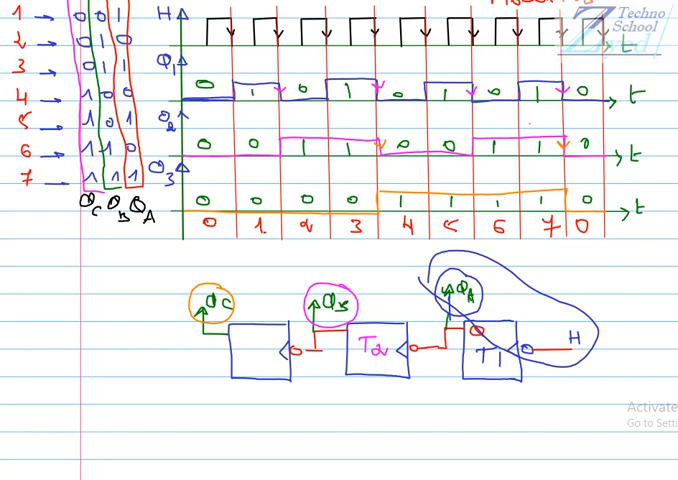 1 → 0 0 1
2 → 0 1 0
3 → 0 1 1
4 → 1 0 0
5 → 1 0 1
6 → 1 1 0
7 → 1 1 1
QC QB QA
Techno
School
H t
Q1 0 1 0 1 0 1 0 1 0 t
Q2 0 0 1 1 0 0 1 1 0 t
Q3 0 0 0 0 1 1 1 1 0 t
0 1 2 3 4 5 6 7 0
QC QB QA
T2 T1 H
Activate
Go to Setti